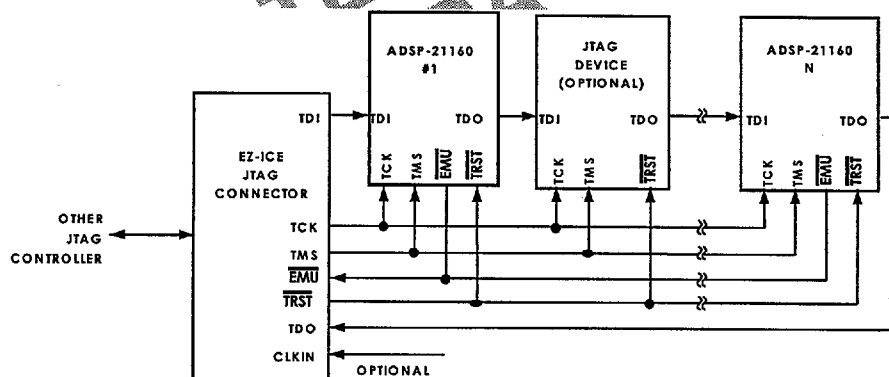 ADSP-21160
#1
TDI
TDO
TCK
TMS
EMU
TRST
JTAG
DEVICE
(OPTIONAL)
TDI
TDO
TCK
TMS
TRST
ADSP-21160
N
TDI
TDO
TCK
TMS
EMU
TRST
TDI
EZ-ICE
JTAG
CONNECTOR
OTHER
JTAG
CONTROLLER
TCK
TMS
EMU
TRST
TDO
CLKIN
OPTIONAL